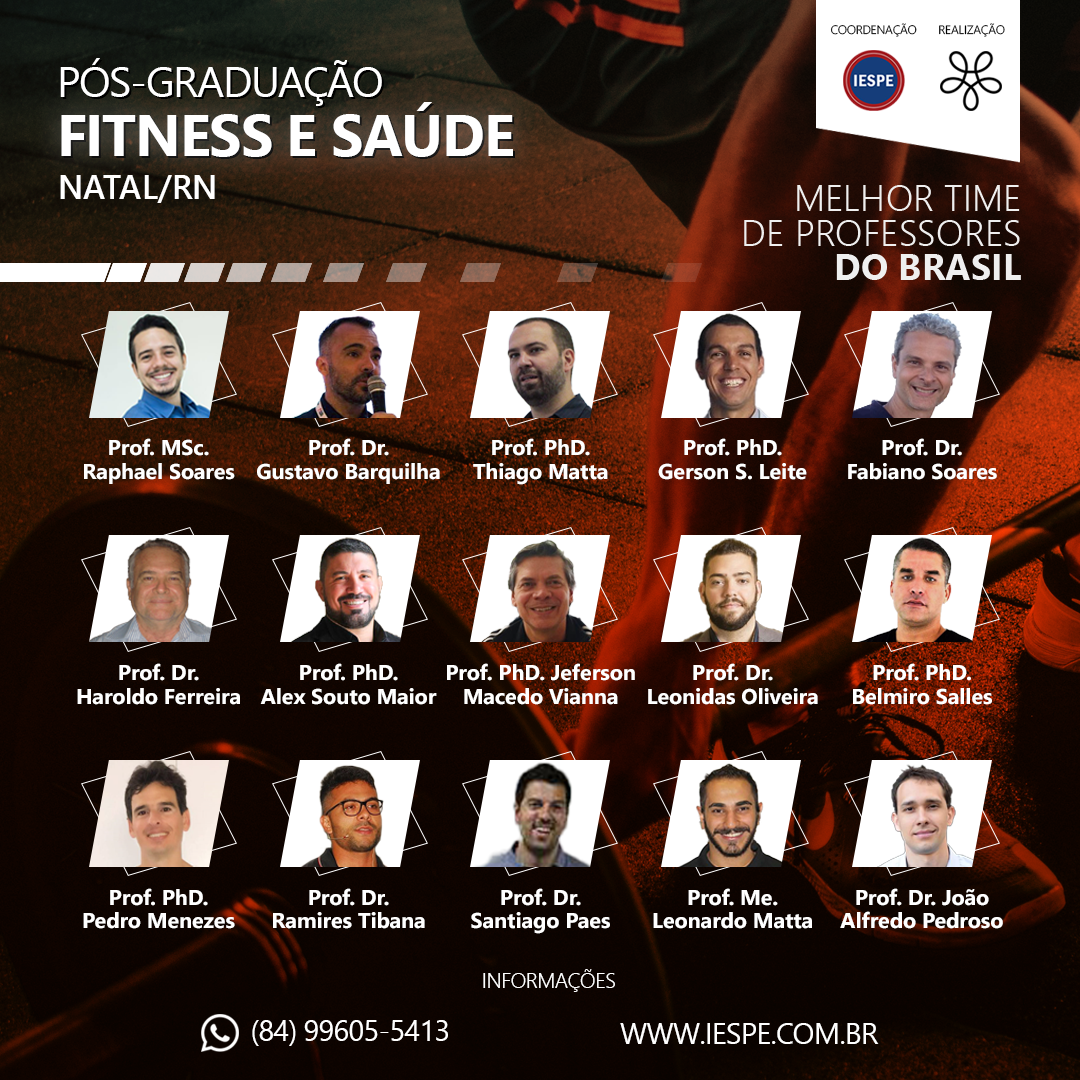 COORDENAÇÃO
REALIZAÇÃO
IESPE
PÓS-GRADUAÇÃO
FITNESS E SAÚDE
NATAL/RN
MELHOR TIME
DE PROFESSORES
DO BRASIL
Prof. MSc.
Raphael Soares
Prof. Dr.
Gustavo Barquilha
Prof. PhD.
Thiago Matta
Prof. PhD.
Gerson S. Leite
Prof. Dr.
Fabiano Soares
Prof. Dr.
Haroldo Ferreira
Prof. PhD.
Alex Souto Maior
Prof. PhD. Jeferson
Macedo Vianna
Prof. Dr.
Leonidas Oliveira
Prof. PhD.
Belmiro Salles
Prof. PhD.
Pedro Menezes
Prof. Dr.
Ramires Tibana
Prof. Dr.
Santiago Paes
Prof. Me.
Leonardo Matta
Prof. Dr. João
Alfredo Pedroso
INFORMAÇÕES
(84) 99605-5413
WWW.IESPE.COM.BR